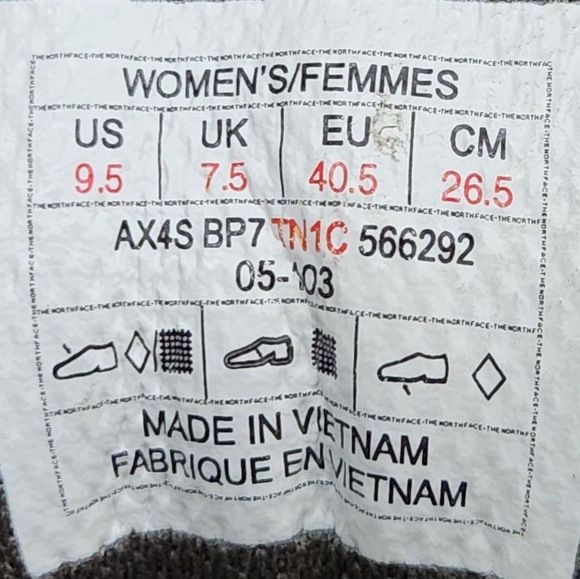 WOMEN'S/FEMMES
US UK EU CM
9.5 7.5 40.5 26.5
AX4S BP7 TN1C 566292
MADE IN VIETNAM
FABRIQUE EN VIETNAM